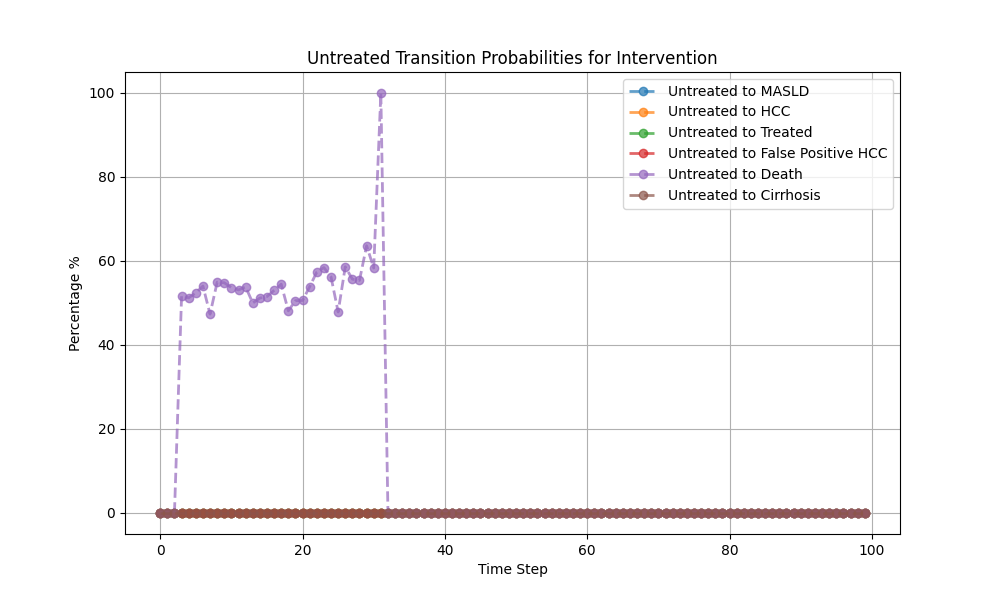 Untreated Transition Probabilities for Intervention
Untreated to MASLD
Untreated to HCC
Untreated to Treated
Untreated to False Positive HCC
Untreated to Death
Untreated to Cirrhosis
Percentage %
100
80
60
40
20
0
0 20 40 60 80 100
Time Step